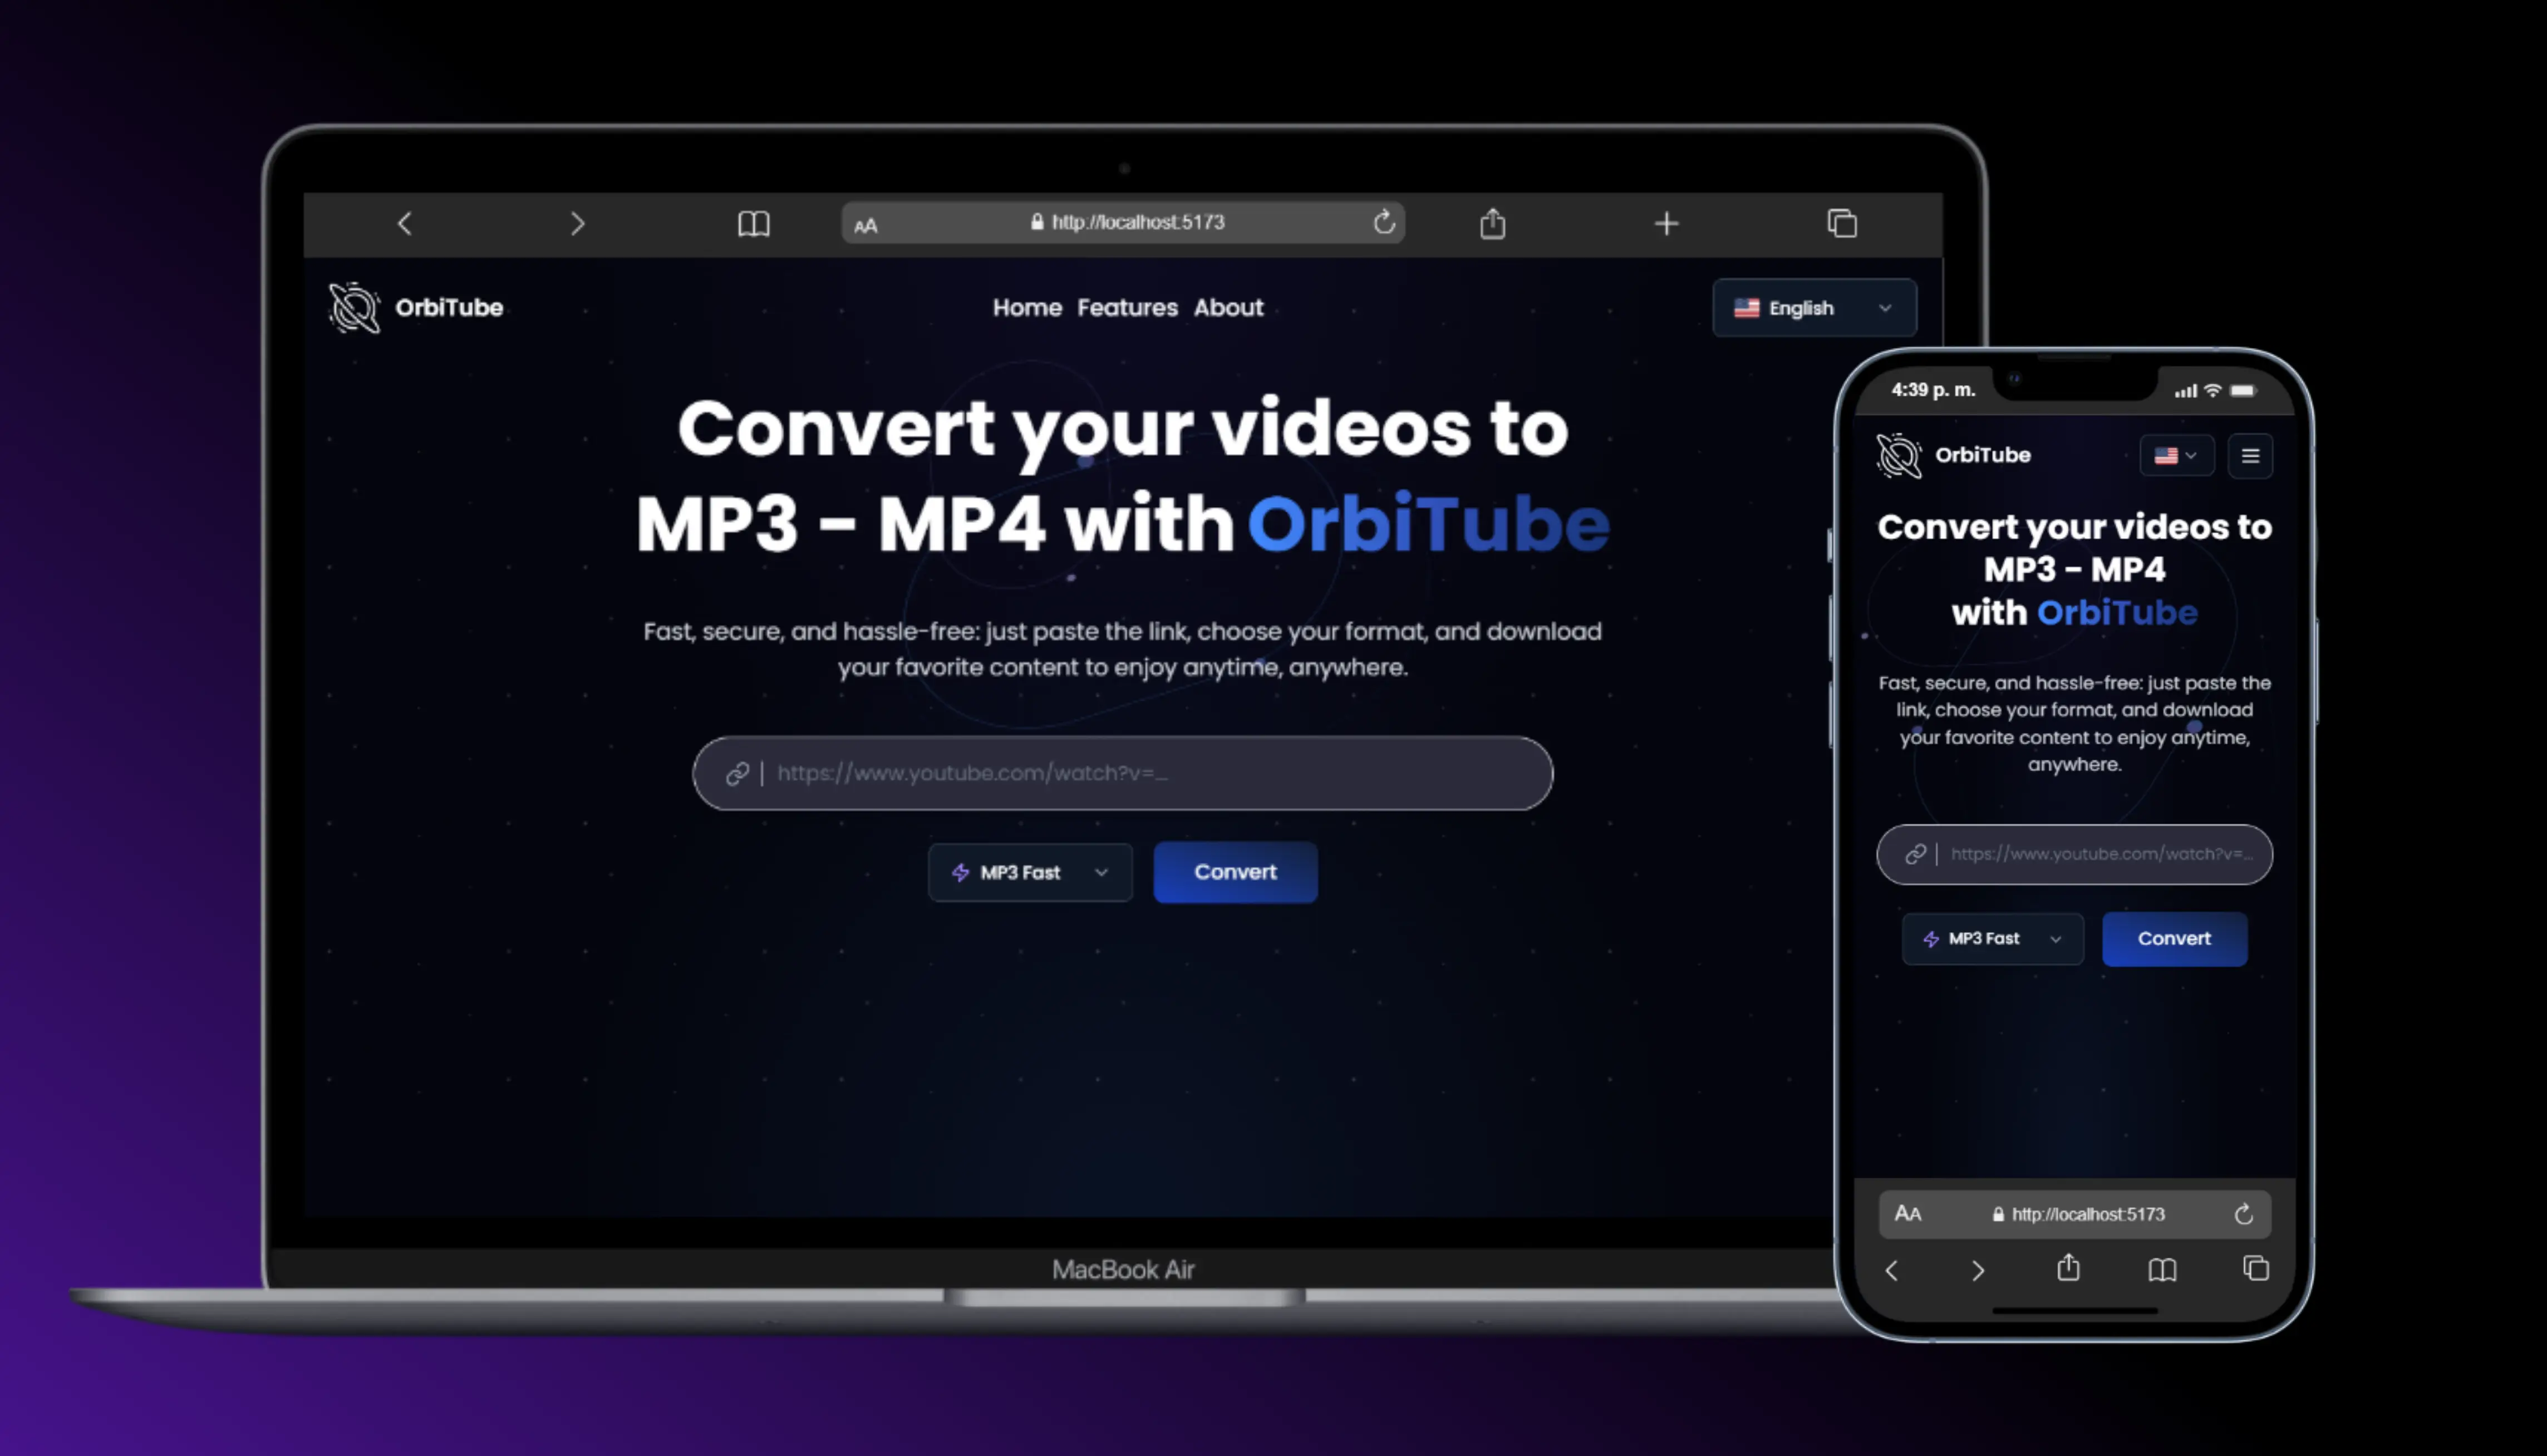 AA http://localhost:5173
OrbiTube
Home Features About
English
Convert your videos to
MP3 - MP4 with OrbiTube
Fast, secure, and hassle-free: just paste the link, choose your format, and download
your favorite content to enjoy anytime, anywhere.
https://www.youtube.com/watch?v=...
MP3 Fast
Convert
MacBook Air
4:39 p. m.
OrbiTube
Convert your videos to
MP3 - MP4
with OrbiTube
Fast, secure, and hassle-free: just paste the
link, choose your format, and download
your favorite content to enjoy anytime,
anywhere.
https://www.youtube.com/watch?v=...
MP3 Fast
Convert
AA http://localhost:5173